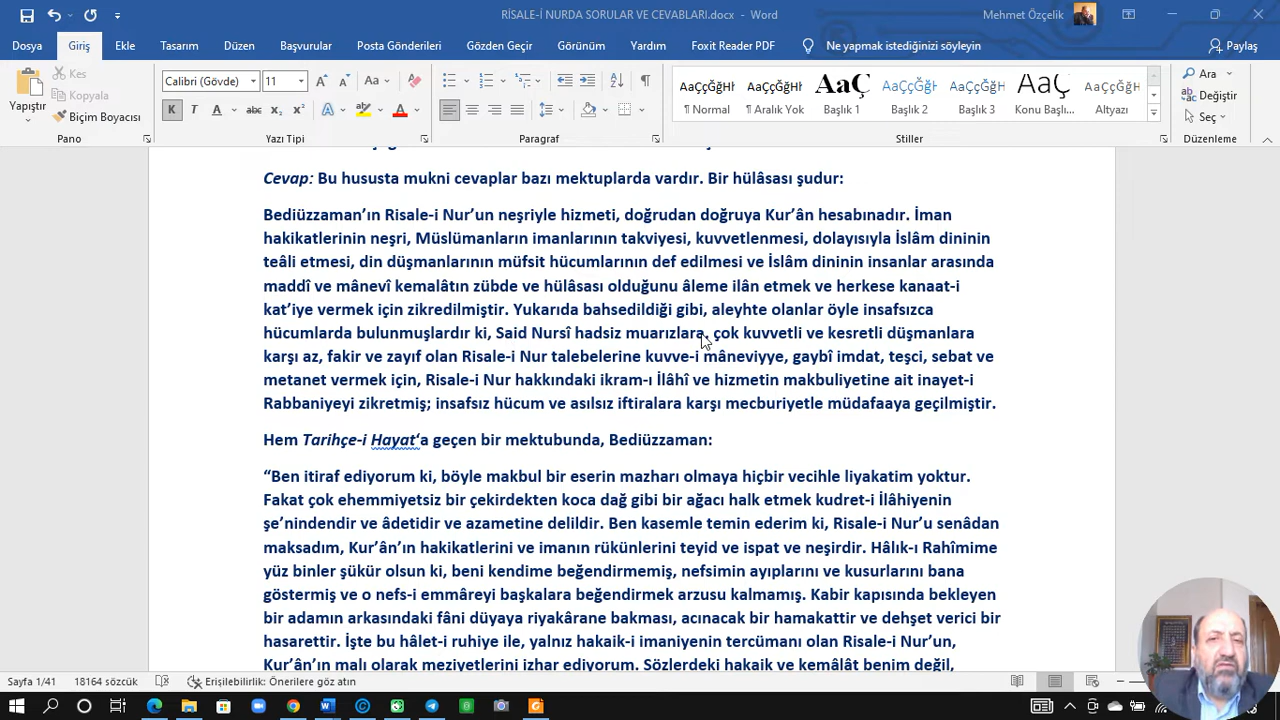 RİSALE-İ NURDA SORULAR VE CEVABLARI.docx - Word
Mehmet Özçelik
Dosya Giriş Ekle Tasarım Düzen Başvurular Posta Gönderileri Gözden Geçir Görünüm Yardım Foxit Reader PDF Ne yapmak istediğinizi söyleyin Paylaş
Yapıştır
Kes
Kopyala
Biçim Boyacısı
Calibri (Gövde) 11
Aa
K T A abc x₂ x² A A
AaÇçĞğHł AaÇçĞğHł AaÇ AaÇçĞğl AaÇçĞğH AaÇ AaÇçĞğH
¶ Normal ¶ Aralık Yok Başlık 1 Başlık 2 Başlık 3 Konu Başlı... Altyazı
Ara
Değiştir
Seç
Pano Yazı Tipi Paragraf Stiller Düzenleme
Cevap: Bu hususta mukni cevaplar bazı mektuplarda vardır. Bir hülâsası şudur:
Bediüzzaman’ın Risale-i Nur’un neşriyle hizmeti, doğrudan doğruya Kur’ân hesabınadır. İman
hakikatlerinin neşri, Müslümanların imanlarının takviyesi, kuvvetlenmesi, dolayısıyla İslâm dininin
teâli etmesi, din düşmanlarının müfsit hücumlarının def edilmesi ve İslâm dininin insanlar arasında
maddî ve mânevî kemalâtın zübde ve hülâsası olduğunu âleme ilân etmek ve herkese kanaat-i
kat’iye vermek için zikredilmiştir. Yukarıda bahsedildiği gibi, aleyhte olanlar öyle insafsızca
hücumlarda bulunmuşlardır ki, Said Nursî hadsiz muarızlara, çok kuvvetli ve kesretli düşmanlara
karşı az, fakir ve zayıf olan Risale-i Nur talebelerine kuvve-i mâneviyye, gaybî imdat, teşci, sebat ve
metanet vermek için, Risale-i Nur hakkındaki ikram-ı İlâhî ve hizmetin makbuliyetine ait inayet-i
Rabbaniyeyi zikretmiş; insafsız hücum ve asılsız iftiralara karşı mecburiyetle müdafaaya geçilmiştir.
Hem Tarihçe-i Hayat‘a geçen bir mektubunda, Bediüzzaman:
“Ben itiraf ediyorum ki, böyle makbul bir eserin mazharı olmaya hiçbir vecihle liyakatim yoktur.
Fakat çok ehemmiyetsiz bir çekirdekten koca dağ gibi bir ağacı halk etmek kudret-i İlâhiyenin
şe’nindendir ve âdetidir ve azametine delildir. Ben kasemle temin ederim ki, Risale-i Nur’u senâdan
maksadım, Kur’ân’ın hakikatlerini ve imanın rükünlerini teyid ve ispat ve neşirdir. Hâlık-ı Rahîmime
yüz binler şükür olsun ki, beni kendime beğendirmemiş, nefsimin ayıplarını ve kusurlarını bana
göstermiş ve o nefs-i emmâreyi başkalara beğendirmek arzusu kalmamış. Kabir kapısında bekleyen
bir adamın arkasındaki fâni düyaya riyakârane bakması, acınacak bir hamakattir ve dehşet verici bir
hasarettir. İşte bu hâlet-i ruhiye ile, yalnız hakaik-i imaniyenin tercümanı olan Risale-i Nur’un,
Kur’ân’ın malı olarak meziyetlerini izhar ediyorum. Sözlerdeki hakaik ve kemâlât benim değil,
Sayfa 1/41 18164 sözcük Erişilebilirlik: Önerilere göz atın